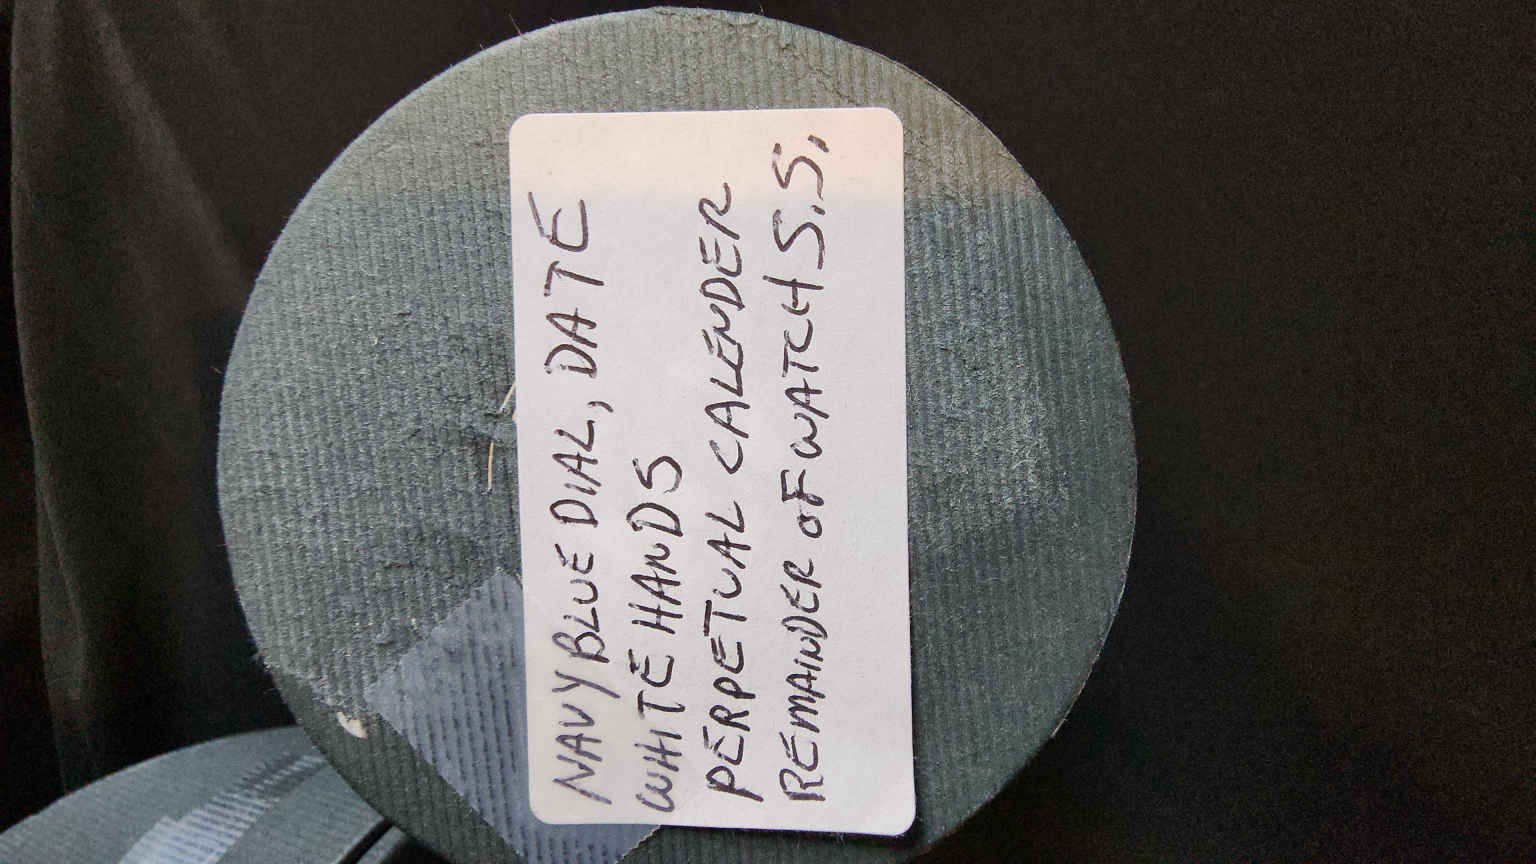 NAVY BLUE DIAL, DATE
WHITE HANDS
PERPETUAL CALENDER
REMAINDER OF WATCH S.S.